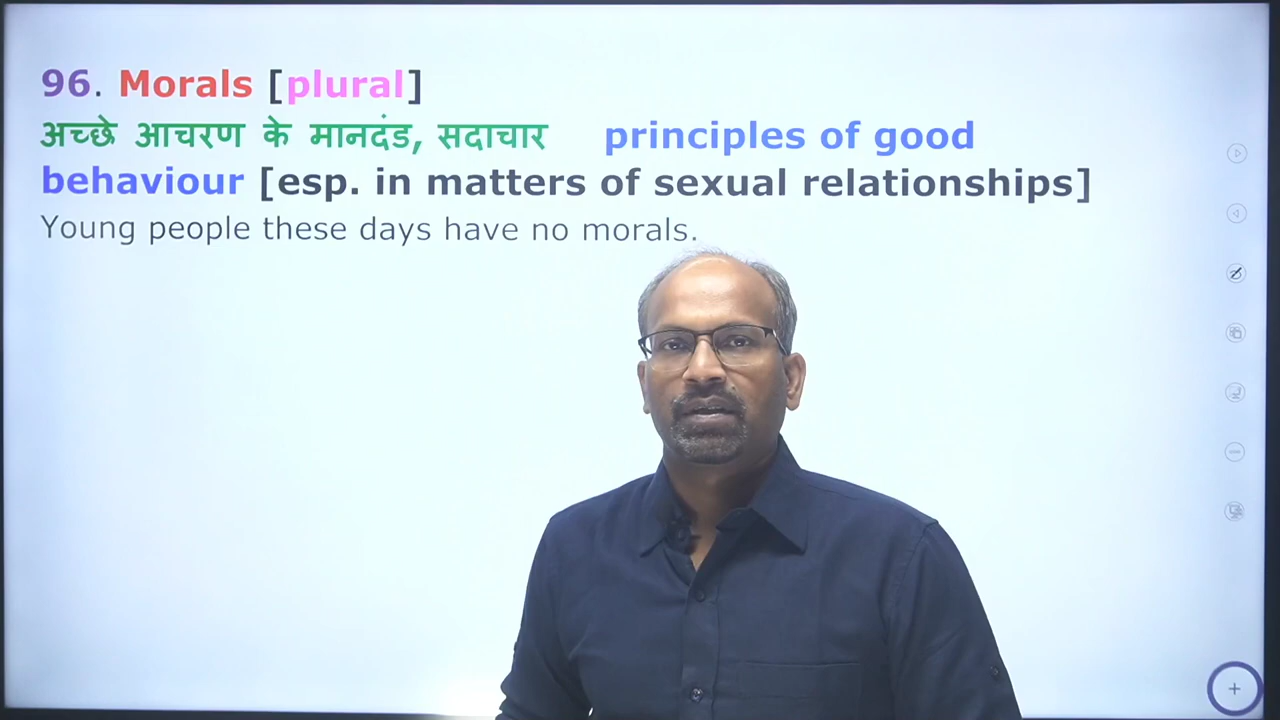 96. Morals [plural]
अच्छे आचरण के मानदंड, सदाचार principles of good
behaviour [esp. in matters of sexual relationships]
Young people these days have no morals.